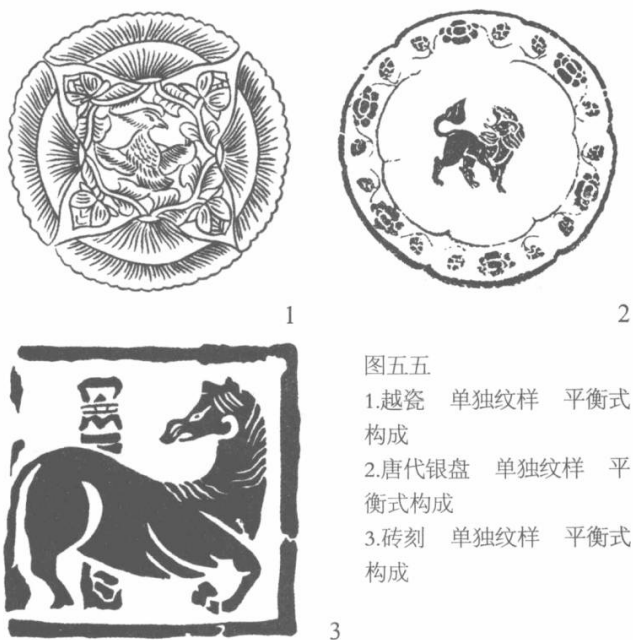 1
2
图五五
1.越瓷 单独纹样 平衡式
构成
2.唐代银盘 单独纹样 平
衡式构成
3.砖刻 单独纹样 平衡式
构成
3